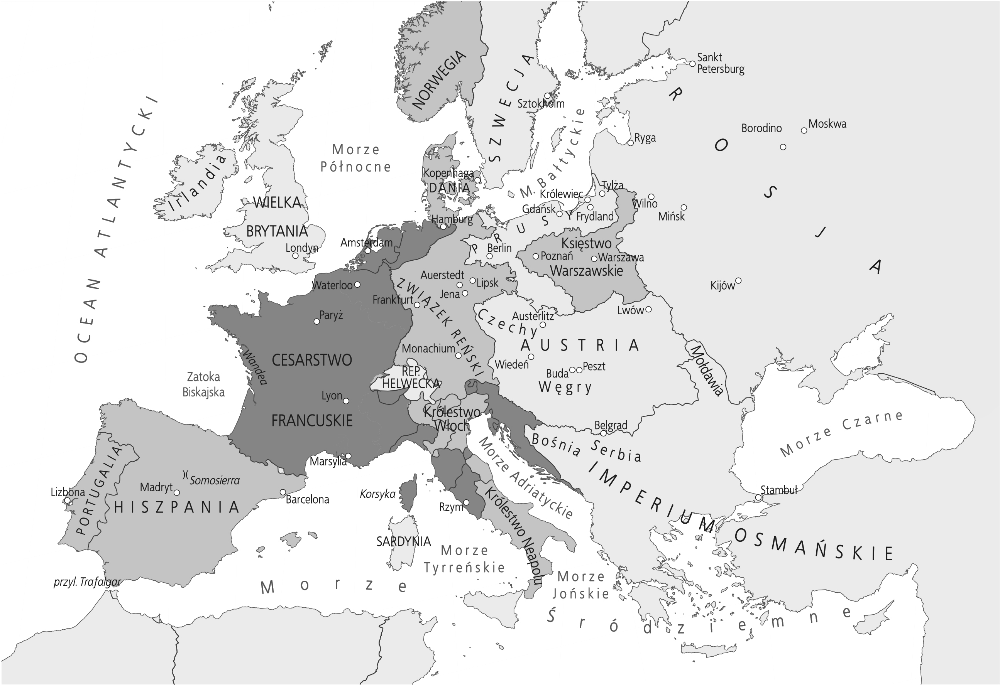 OCEAN ATLANTYCKI
NORWEGIA
SZWECJA
Sztokholm
Sankt
Petersburg
ROSJA
Borodino
Moskwa
Ryga
M. Bałtyckie
Morze
Północne
Irlandia
WIELKA
BRYTANIA
Londyn
Kopenhaga
DANIA
Hamburg
Amsterdam
Tylża
Królewiec
Gdańsk
Frydland
Wilno
Mińsk
PRUSY
Berlin
Księstwo
Poznań
Warszawa
Warszawskie
Kijów
Waterloo
Auerstedt
Lipsk
Jena
Frankfurt
ZWIĄZEK REŃSKI
Paryż
Lwów
Czechy
Austerlitz
AUSTRIA
Monachium
Wiedeń
Buda
Peszt
Węgry
Mołdawia
CESARSTWO
FRANCUSKIE
Wandea
Zatoka
Biskajska
REP.
HELWECKA
Lyon
Królestwo
Włoch
Belgrad
Bośnia
Serbia
Morze Czarne
Marsylia
Morze Adriatyckie
IMPERIUM OSMAŃSKIE
Stambuł
PORTUGALIA
Lizbona
Madryt
Somosierra
HISZPANIA
Barcelona
Korsyka
Rzym
Królestwo Neapolu
SARDYNIA
Morze
Tyrreńskie
Morze
Jońskie
przyl. Trafalgar
Morze Śródziemne